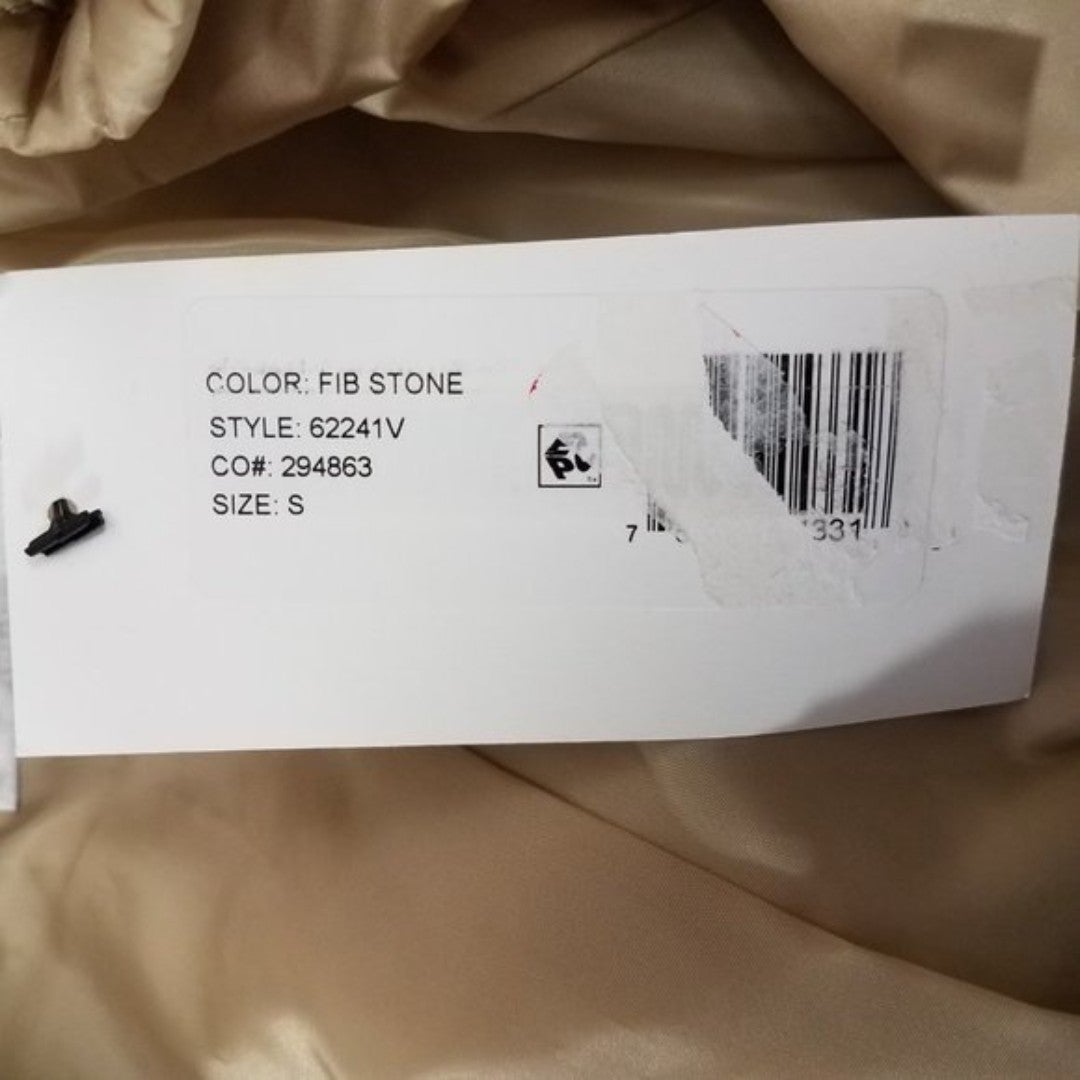 COLOR: FIB STONE
STYLE: 62241V
CO#: 294863
SIZE: S
7 331